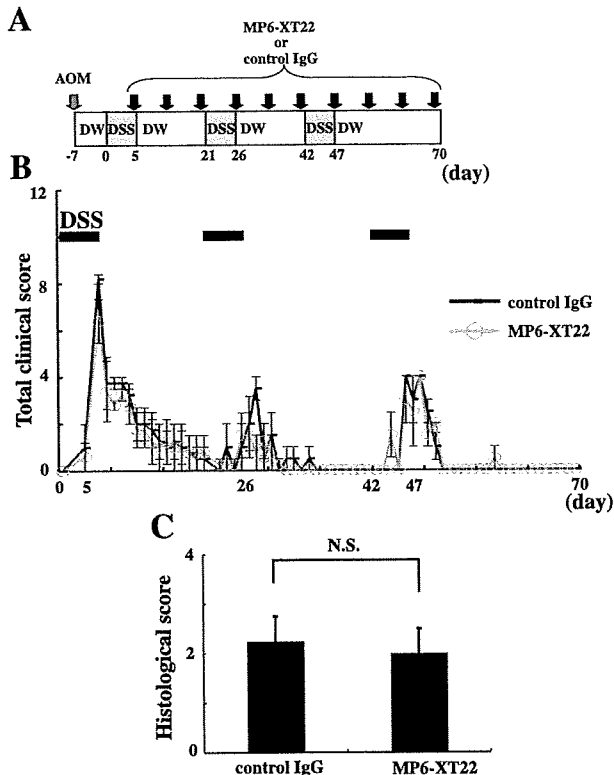 A
MP6-XT22
or
control IgG
AOM
DW DSS DW DSS DW DSS DW
-7 0 5 21 26 42 47 70
(day)
B
12
DSS
8
4
0
Total clinical score
control IgG
MP6-XT22
0 5 26 42 47 70
(day)
C
N.S.
4
2
0
Histological score
control IgG MP6-XT22